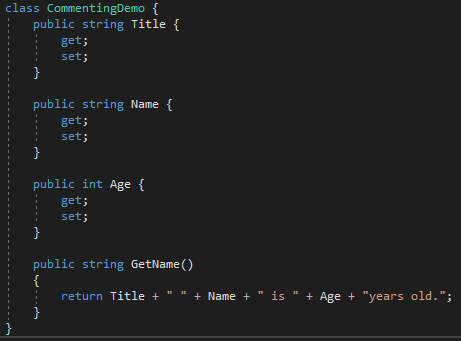 class CommentingDemo {
public string Title {
get;
set;
}
public string Name {
get;
set;
}
public int Age {
get;
set;
}
public string GetName()
{
return Title + " " + Name + " is " + Age + "years old.";
}
}